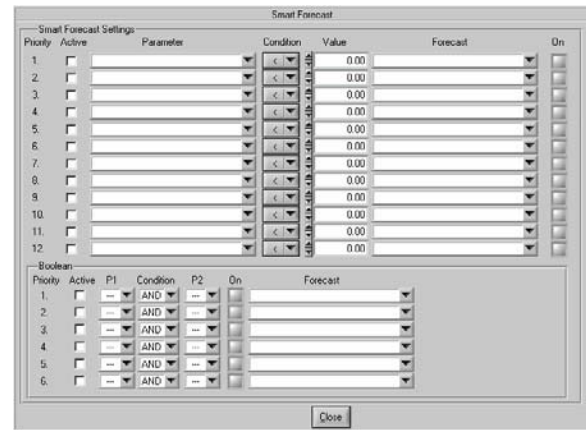 Smart Forecast
Smart Forecast Settings
Priority Active Parameter Condition Value Forecast On
1. < 0.00
2. < 0.00
3. < 0.00
4. < 0.00
5. < 0.00
6. < 0.00
7. < 0.00
8. < 0.00
9. < 0.00
10. < 0.00
11. < 0.00
12. < 0.00
Boolean
Priority Active P1 Condition P2 On Forecast
1. --- AND ---
2. --- AND ---
3. --- AND ---
4. --- AND ---
5. --- AND ---
6. --- AND ---
Close